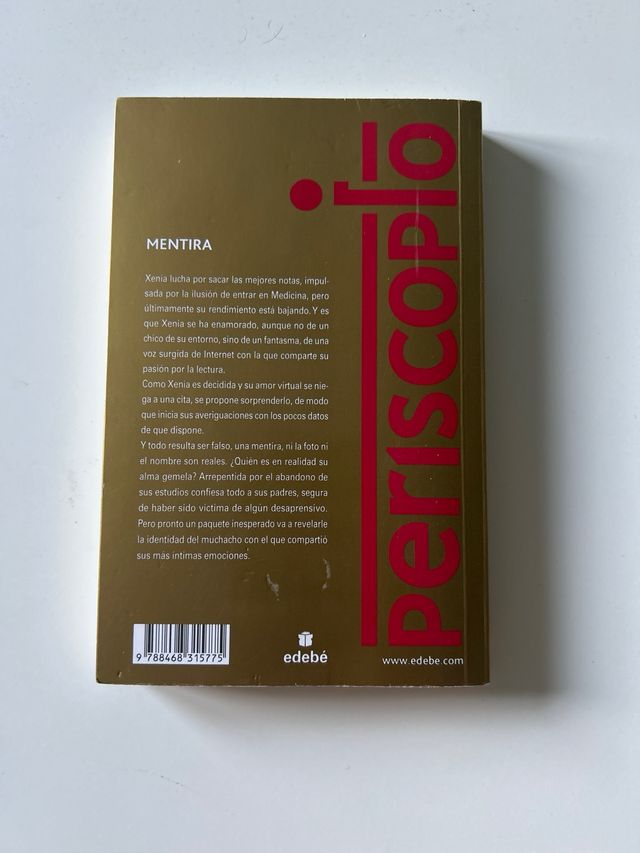 MENTIRA
Xenia lucha por sacar las mejores notas, impul-
sada por la ilusión de entrar en Medicina, pero
últimamente su rendimiento está bajando. Y es
que Xenia se ha enamorado, aunque no de un
chico de su entorno, sino de un fantasma, de una
voz surgida de Internet con la que comparte su
pasión por la lectura.
Como Xenia es decidida y su amor virtual se nie-
ga a una cita, se propone sorprenderlo, de modo
que inicia sus averiguaciones con los pocos datos
de que dispone.
Y todo resulta ser falso, una mentira, ni la foto ni
el nombre son reales. ¿Quién es en realidad su
alma gemela? Arrepentida por el abandono de
sus estudios confiesa todo a sus padres, segura
de haber sido víctima de algún desaprensivo.
Pero pronto un paquete inesperado va a revelarle
la identidad del muchacho con el que compartió
sus más íntimas emociones.
periscopio
9 788468 315775
edebé
www.edebe.com